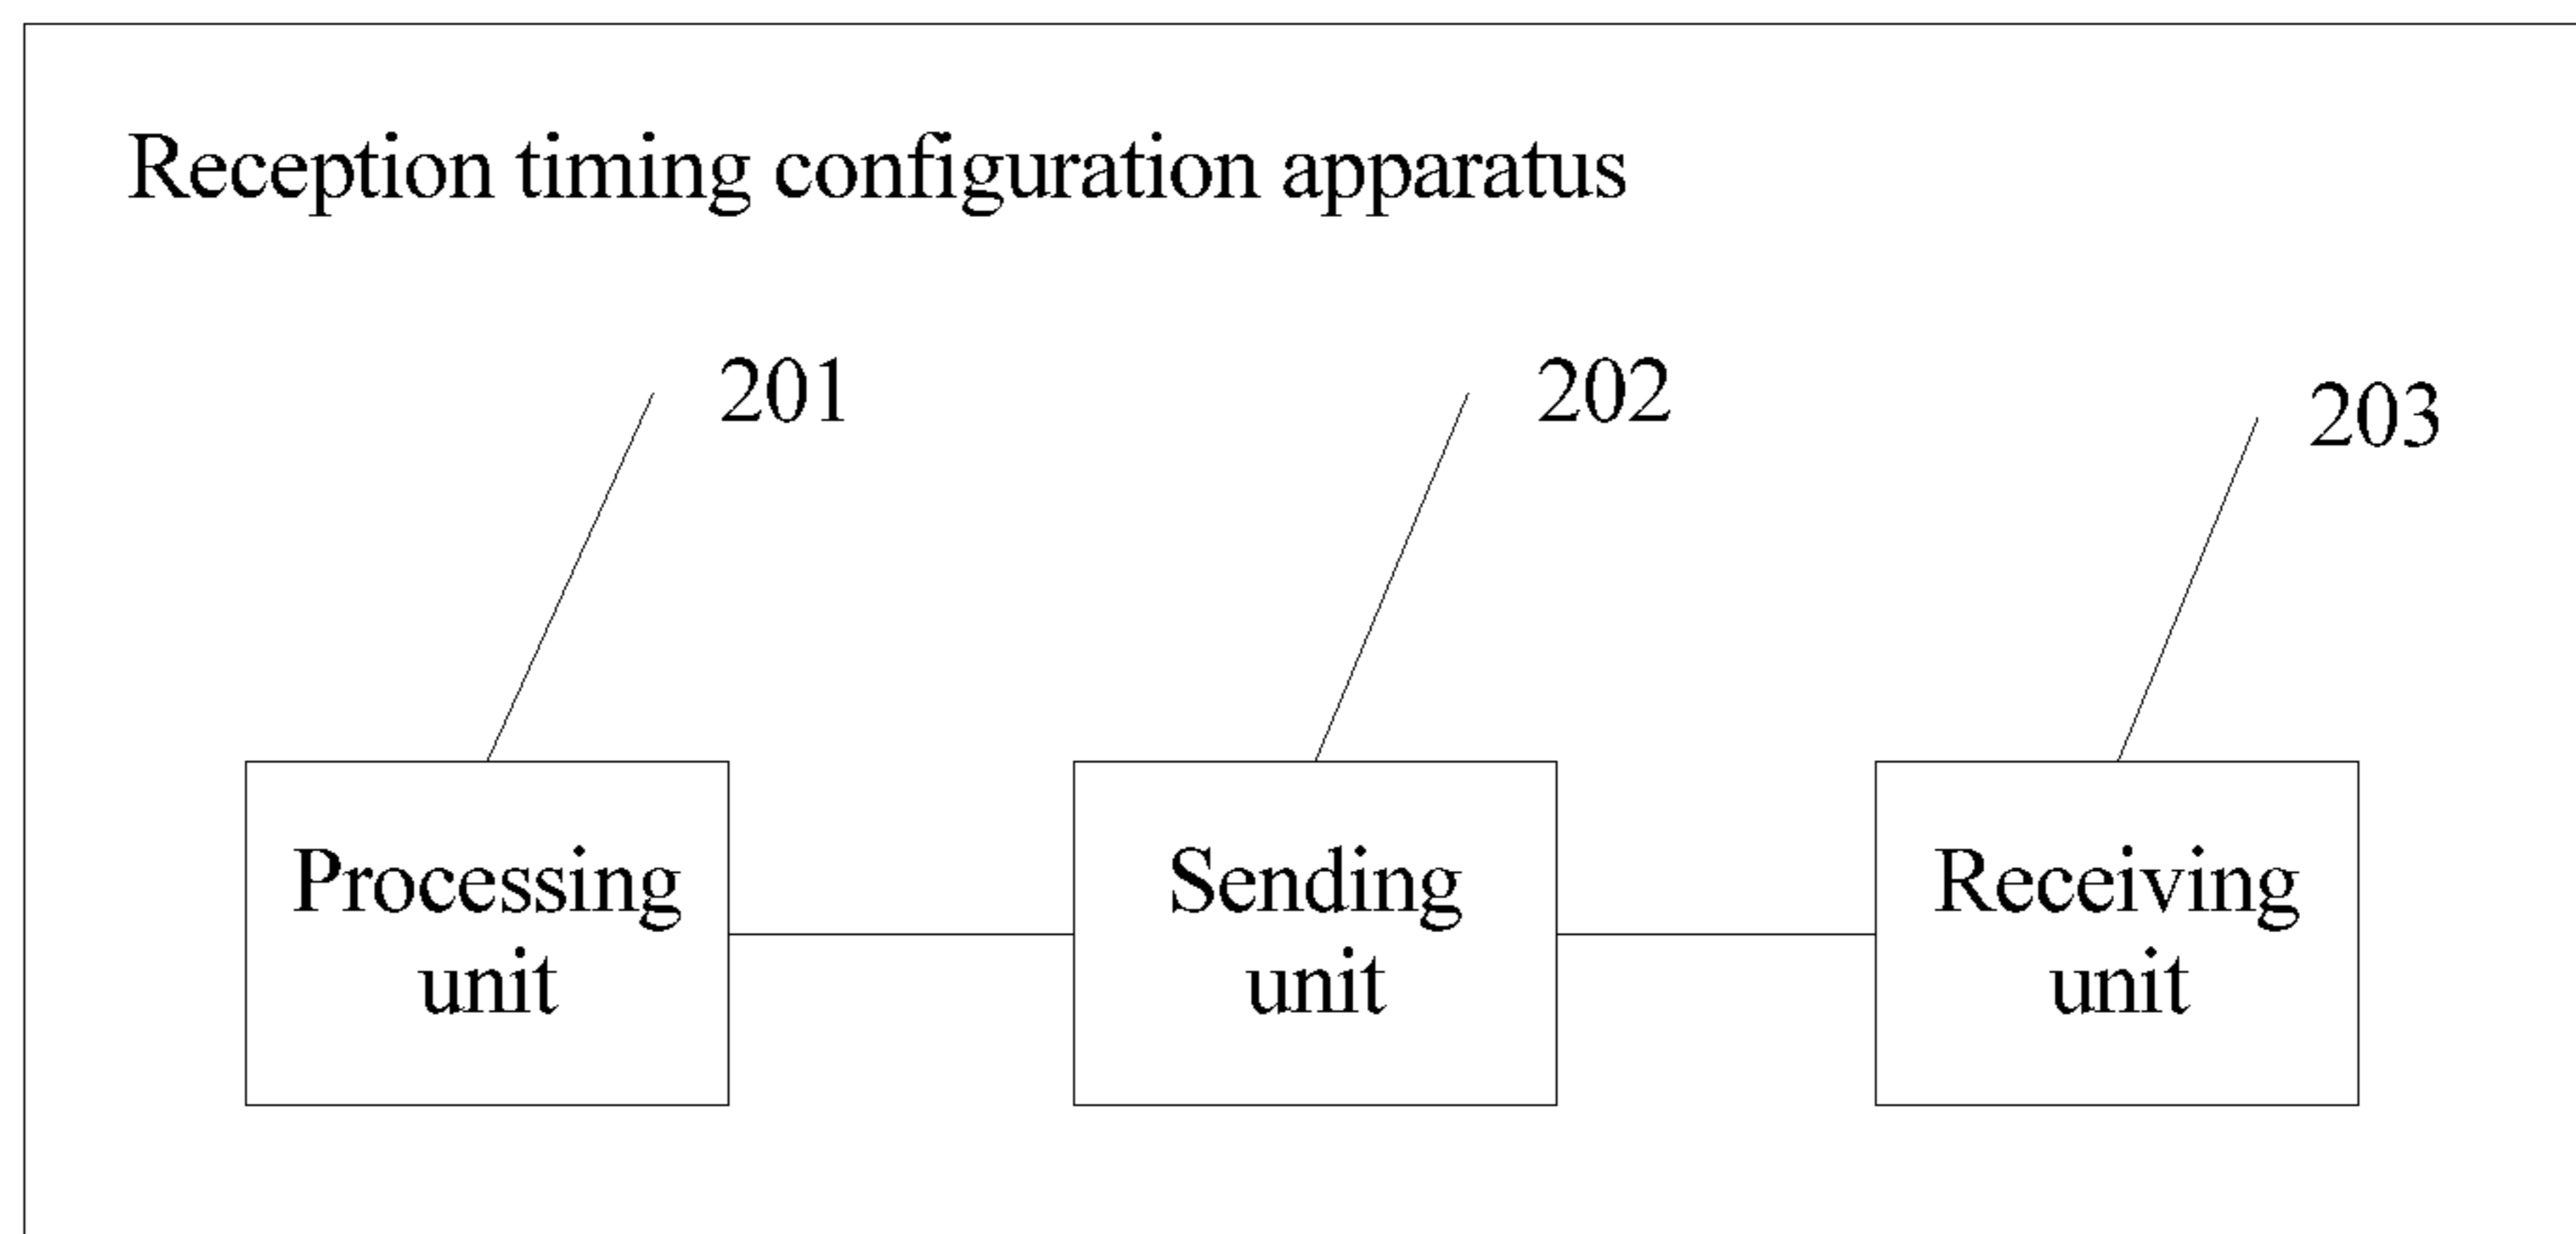 Reception timing configuration apparatus
201
202
203
Processing
unit
Sending
unit
Receiving
unit